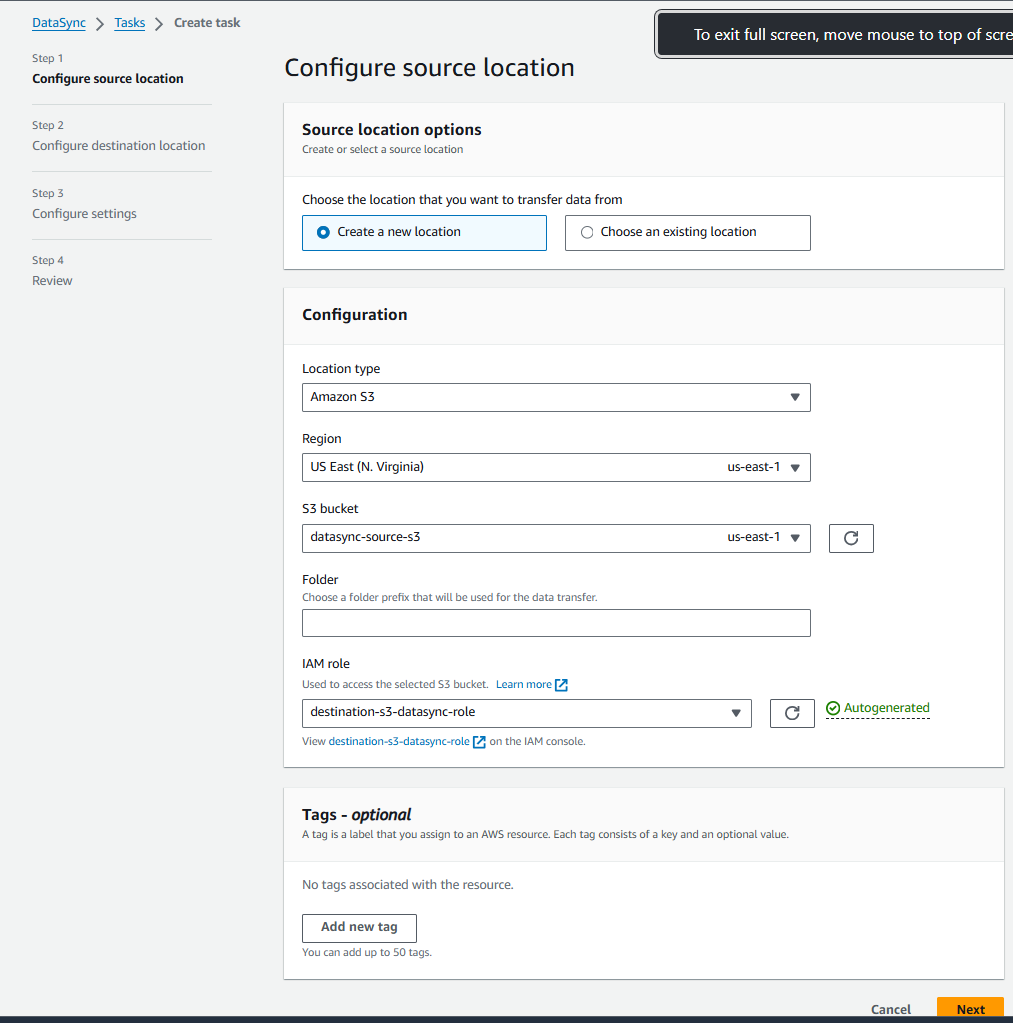 DataSync > Tasks > Create task
To exit full screen, move mouse to top of scre
Step 1
Configure source location
Step 2
Configure destination location
Step 3
Configure settings
Step 4
Review
Configure source location
Source location options
Create or select a source location
Choose the location that you want to transfer data from
Create a new location
Choose an existing location
Configuration
Location type
Amazon S3
Region
US East (N. Virginia) us-east-1
S3 bucket
datasync-source-s3 us-east-1
Folder
Choose a folder prefix that will be used for the data transfer.
IAM role
Used to access the selected S3 bucket. Learn more
destination-s3-datasync-role
Autogenerated
View destination-s3-datasync-role on the IAM console.
Tags - optional
A tag is a label that you assign to an AWS resource. Each tag consists of a key and an optional value.
No tags associated with the resource.
Add new tag
You can add up to 50 tags.
Cancel
Next